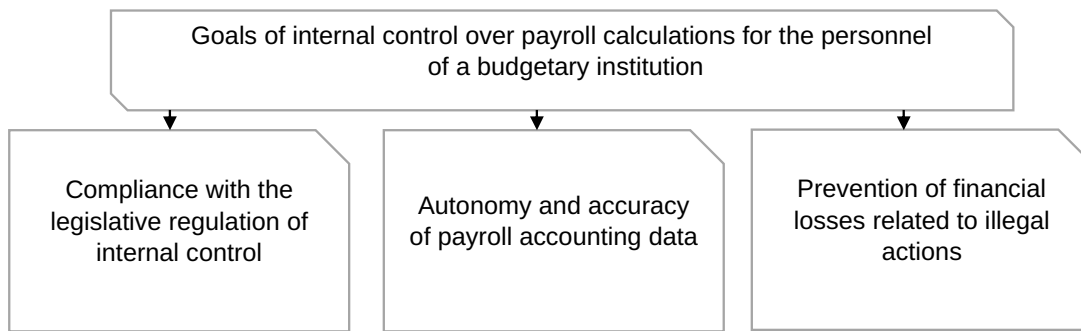 Goals of internal control over payroll calculations for the personnel
of a budgetary institution
Compliance with the
legislative regulation of
internal control
Autonomy and accuracy
of payroll accounting data
Prevention of financial
losses related to illegal
actions